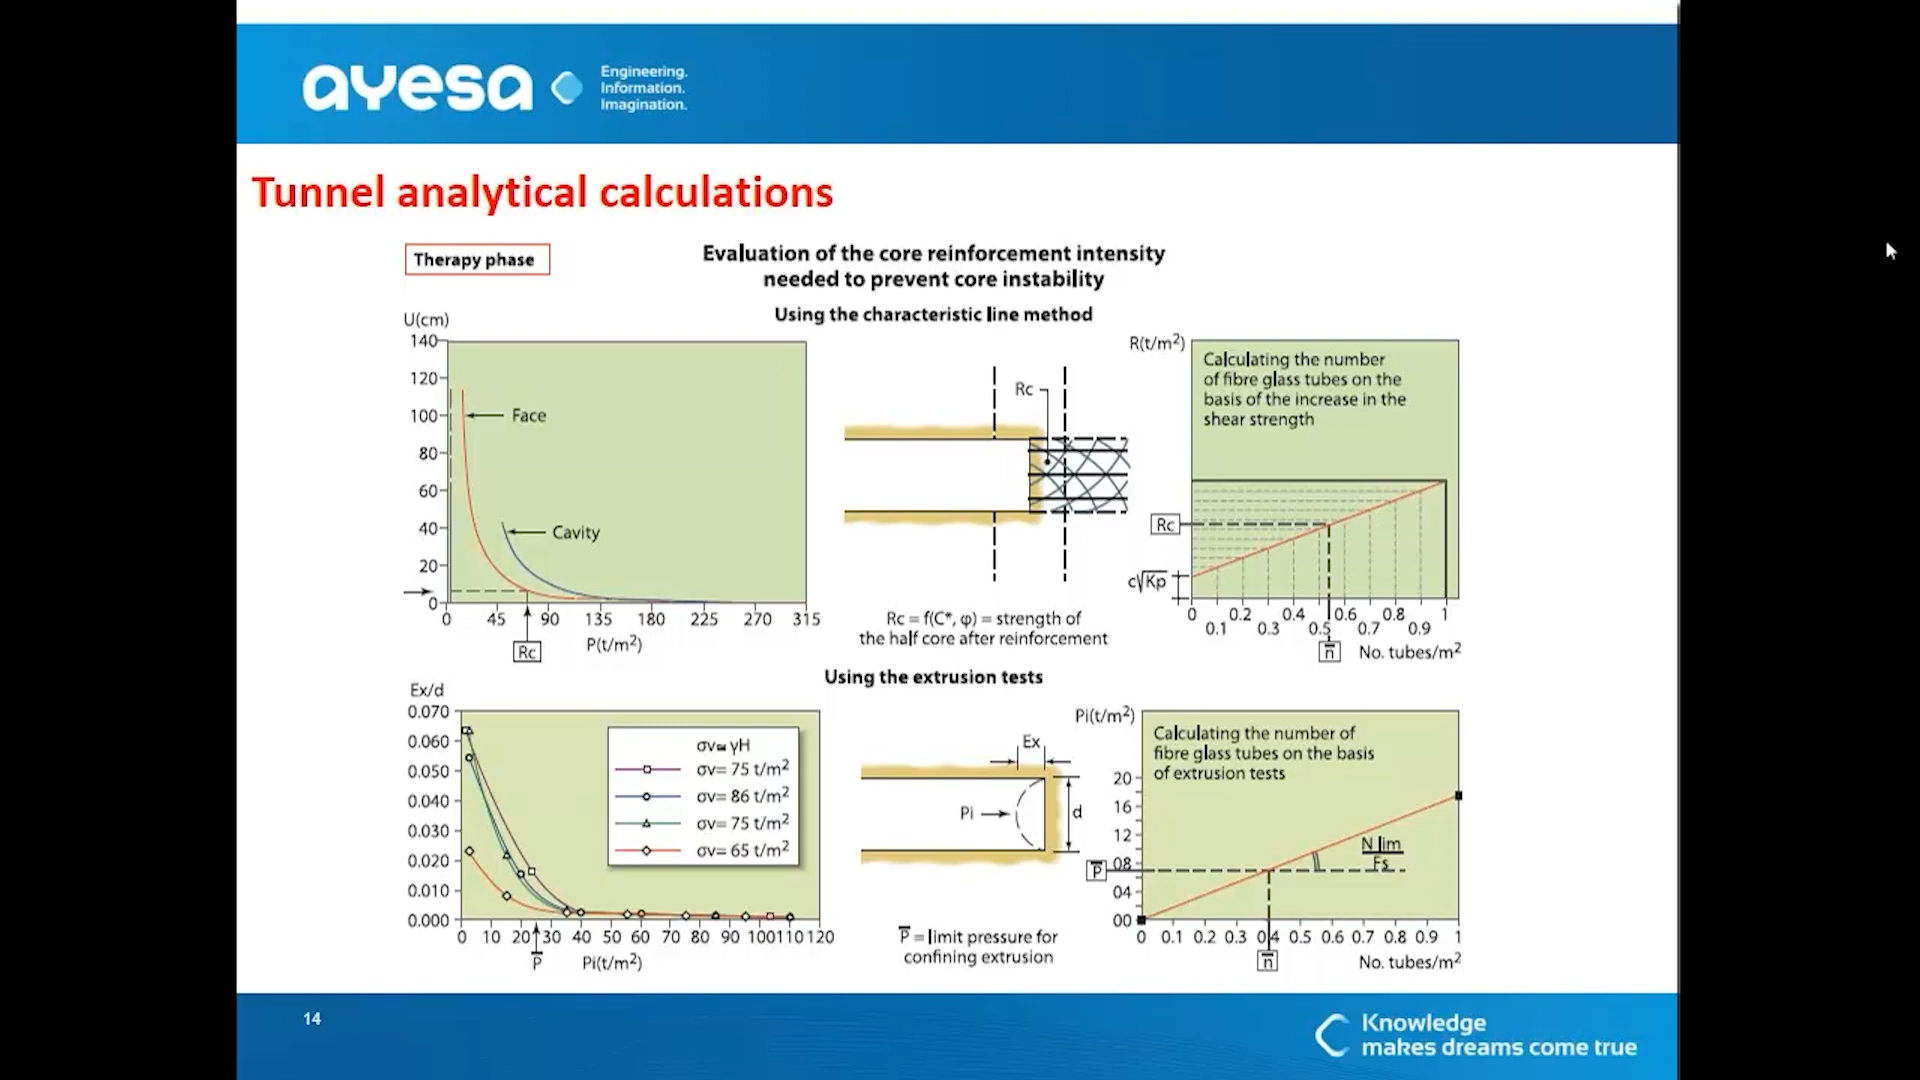 ayesa
Engineering.
Information.
Imagination.
Tunnel analytical calculations
Therapy phase
Evaluation of the core reinforcement intensity
needed to prevent core instability
Using the characteristic line method
U(cm)
140
120
100
80
60
40
20
0
Face
Cavity
0 45 90 135 180 225 270 315
Rc
P(t/m²)
Rc
Rc = f(C*, φ) = strength of
the half core after reinforcement
R(t/m²)
Calculating the number
of fibre glass tubes on the
basis of the increase in the
shear strength
Rc
c√Kp
0 0.2 0.4 0.6 0.8 1
0.1 0.3 0.5 0.7 0.9
n̅
No. tubes/m²
Using the extrusion tests
Ex/d
0.070
0.060
0.050
0.040
0.030
0.020
0.010
0.000
σv≅γH
σv= 75 t/m²
σv= 86 t/m²
σv= 75 t/m²
σv= 65 t/m²
0 10 20 30 40 50 60 70 80 90 100 110 120
P̅
Pi(t/m²)
Ex
Pi
d
P̅ = limit pressure for
confining extrusion
Pi(t/m²)
Calculating the number of
fibre glass tubes on the basis
of extrusion tests
20
16
12
08
04
00
P̅
N lim
Fs
0 0.1 0.2 0.3 0.4 0.5 0.6 0.7 0.8 0.9 1
n̅
No. tubes/m²
14
Knowledge
makes dreams come true